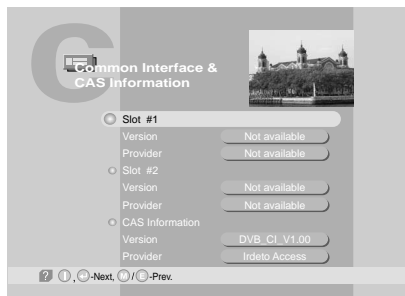 C
Common Interface &
CAS Information
Slot #1
Version Not available
Provider Not available
Slot #2
Version Not available
Provider Not available
CAS Information
Version DVB_CI_V1.00
Provider Irdeto Access
? , -Next, M / E -Prev.